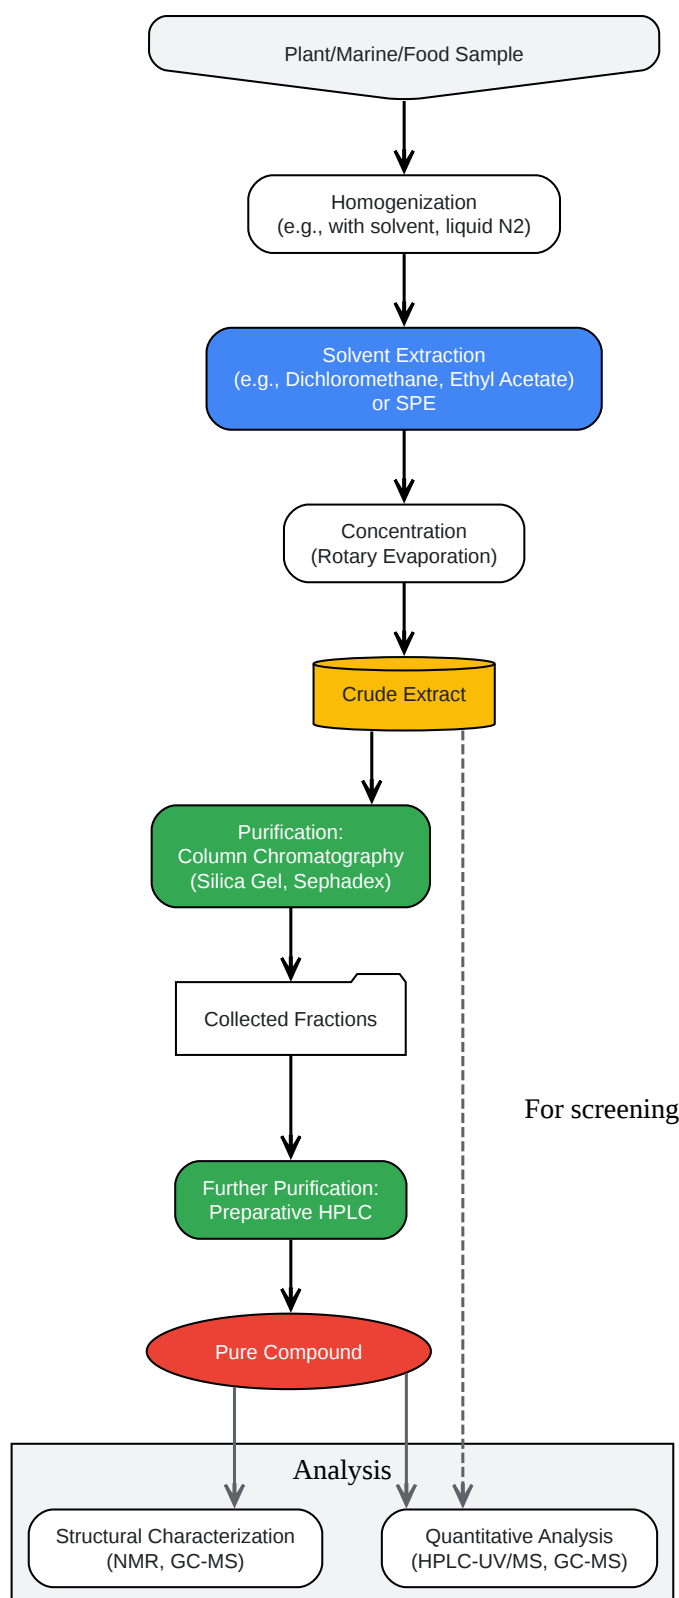 Plant/Marine/Food Sample
Homogenization
(e.g., with solvent, liquid N2)
Solvent Extraction
(e.g., Dichloromethane, Ethyl Acetate)
or SPE
Concentration
(Rotary Evaporation)
Crude Extract
Purification:
Column Chromatography
(Silica Gel, Sephadex)
Collected Fractions
For screening
Further Purification:
Preparative HPLC
Pure Compound
Analysis
Structural Characterization
(NMR, GC-MS)
Quantitative Analysis
(HPLC-UV/MS, GC-MS)